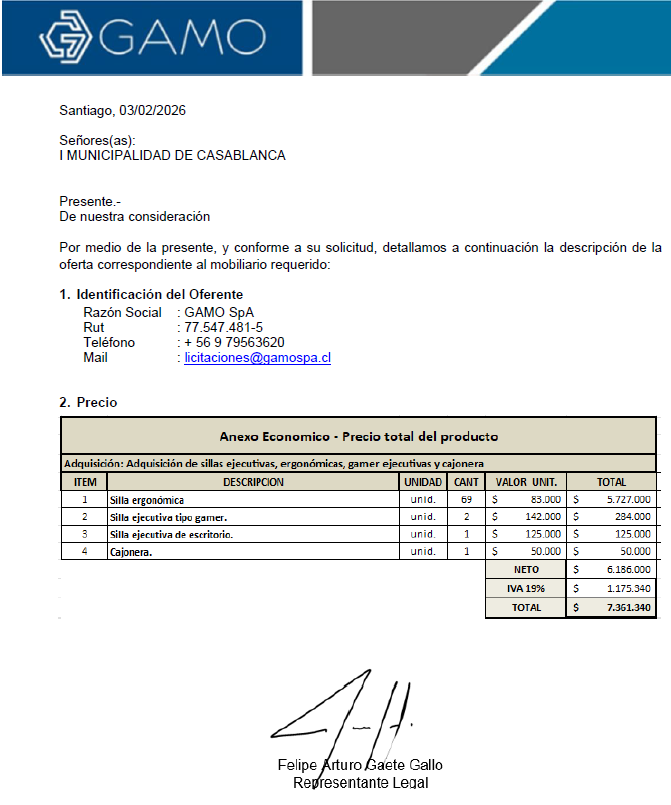 GAMO
Santiago, 03/02/2026
Señores(as):
I MUNICIPALIDAD DE CASABLANCA
Presente.-
De nuestra consideración
Por medio de la presente, y conforme a su solicitud, detallamos a continuación la descripción de la
oferta correspondiente al mobiliario requerido:
1. Identificación del Oferente
Razón Social : GAMO SpA
Rut : 77.547.481-5
Teléfono : + 56 9 79563620
Mail : licitaciones@gamospa.cl
2. Precio
Anexo Economico - Precio total del producto
Adquisición: Adquisición de sillas ejecutivas, ergonómicas, gamer ejecutivas y cajonera
ITEM DESCRIPCION UNIDAD CANT VALOR UNIT. TOTAL
1 Silla ergonómica unid. 69 $ 83.000 $ 5.727.000
2 Silla ejecutiva tipo gamer. unid. 2 $ 142.000 $ 284.000
3 Silla ejecutiva de escritorio. unid. 1 $ 125.000 $ 125.000
4 Cajonera. unid. 1 $ 50.000 $ 50.000
NETO $ 6.186.000
IVA 19% $ 1.175.340
TOTAL $ 7.361.340
Felipe Arturo Gaete Gallo
Representante Legal